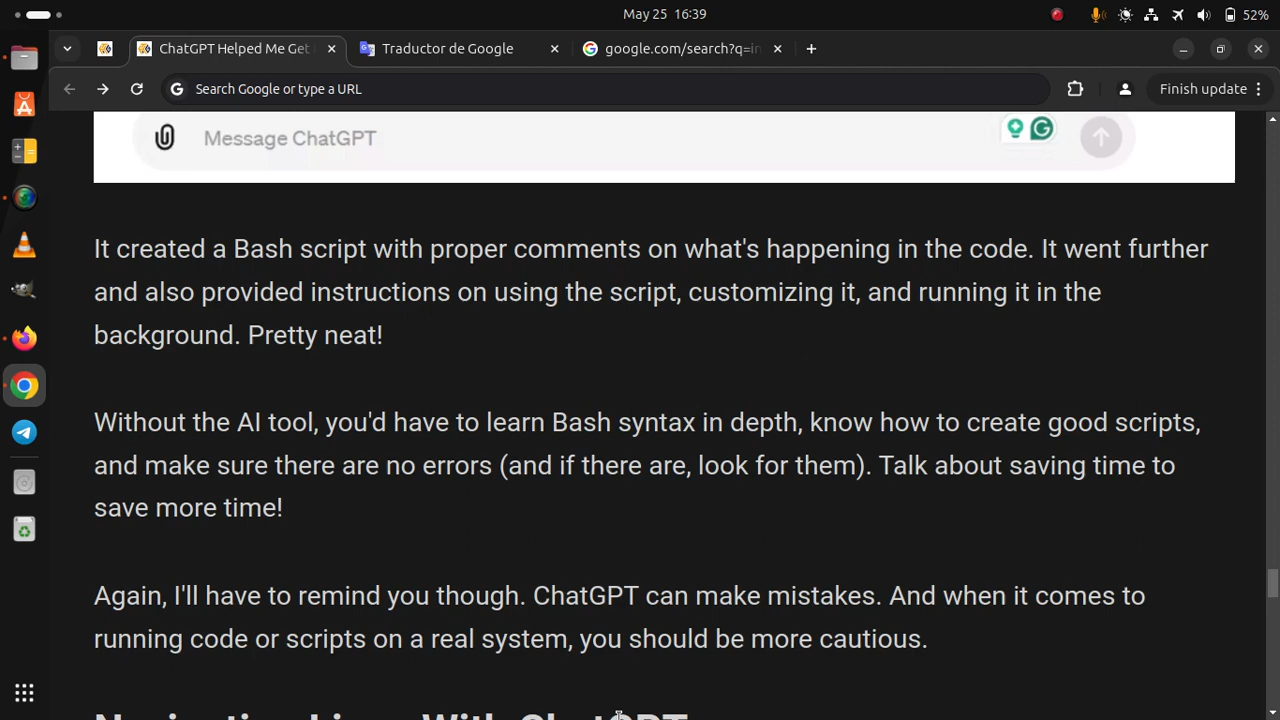 May 25 16:39
52%
ChatGPT Helped Me Get
Traductor de Google
google.com/search?q=in
Search Google or type a URL
Finish update
Message ChatGPT
It created a Bash script with proper comments on what's happening in the code. It went further
and also provided instructions on using the script, customizing it, and running it in the
background. Pretty neat!
Without the AI tool, you'd have to learn Bash syntax in depth, know how to create good scripts,
and make sure there are no errors (and if there are, look for them). Talk about saving time to
save more time!
Again, I'll have to remind you though. ChatGPT can make mistakes. And when it comes to
running code or scripts on a real system, you should be more cautious.
With ChatGPT